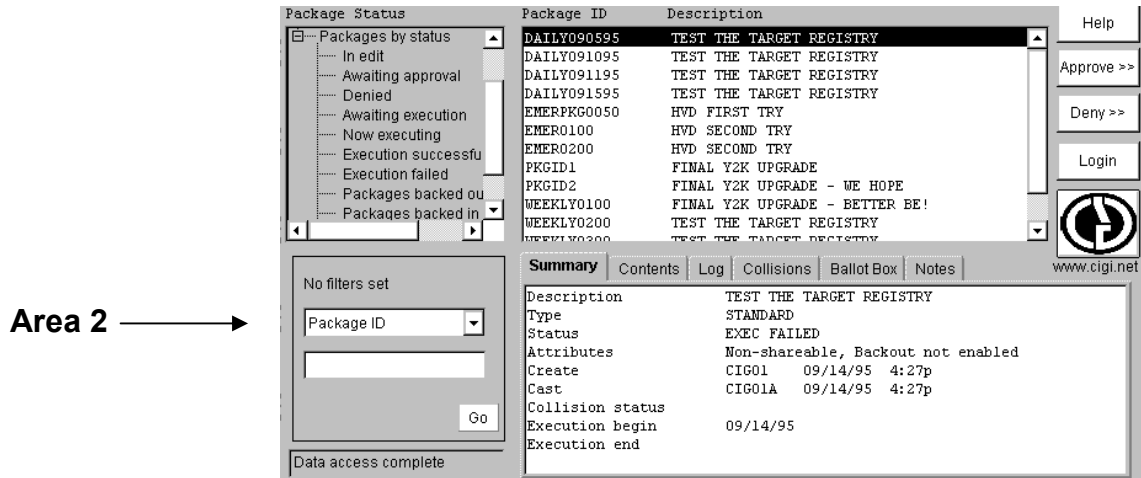 Package Status
Packages by status
In edit
Awaiting approval
Denied
Awaiting execution
Now executing
Execution successfu
Execution failed
Packages backed ou
Packages backed in
Package ID Description
DAILY090595 TEST THE TARGET REGISTRY
DAILY091095 TEST THE TARGET REGISTRY
DAILY091195 TEST THE TARGET REGISTRY
DAILY091595 TEST THE TARGET REGISTRY
EMERPKG0050 HVD FIRST TRY
EMER0100 HVD SECOND TRY
EMER0200 HVD SECOND TRY
PKGID1 FINAL Y2K UPGRADE
PKGID2 FINAL Y2K UPGRADE - WE HOPE
WEEKLY0100 FINAL Y2K UPGRADE - BETTER BE!
WEEKLY0200 TEST THE TARGET REGISTRY
WEEKLY0300 TEST THE TARGET REGISTRY
Help
Approve >>
Deny >>
Login
www.cigi.net
Area 2
No filters set
Package ID
Go
Data access complete
Summary Contents Log Collisions Ballot Box Notes
Description TEST THE TARGET REGISTRY
Type STANDARD
Status EXEC FAILED
Attributes Non-shareable, Backout not enabled
Create CIG01 09/14/95 4:27p
Cast CIG01A 09/14/95 4:27p
Collision status
Execution begin 09/14/95
Execution end